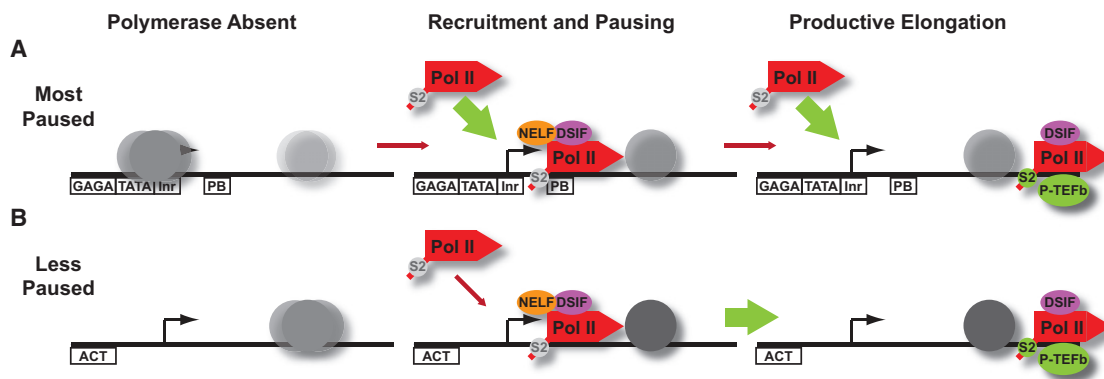 Polymerase Absent
Recruitment and Pausing
Productive Elongation
A
Most
Paused
S2
Pol II
NELF
DSIF
Pol II
S2
S2
Pol II
DSIF
Pol II
S2
P-TEFb
GAGA TATA Inr PB
GAGA TATA Inr PB
GAGA TATA Inr PB
B
Less
Paused
S2
Pol II
NELF
DSIF
Pol II
S2
DSIF
Pol II
S2
P-TEFb
ACT
ACT
ACT